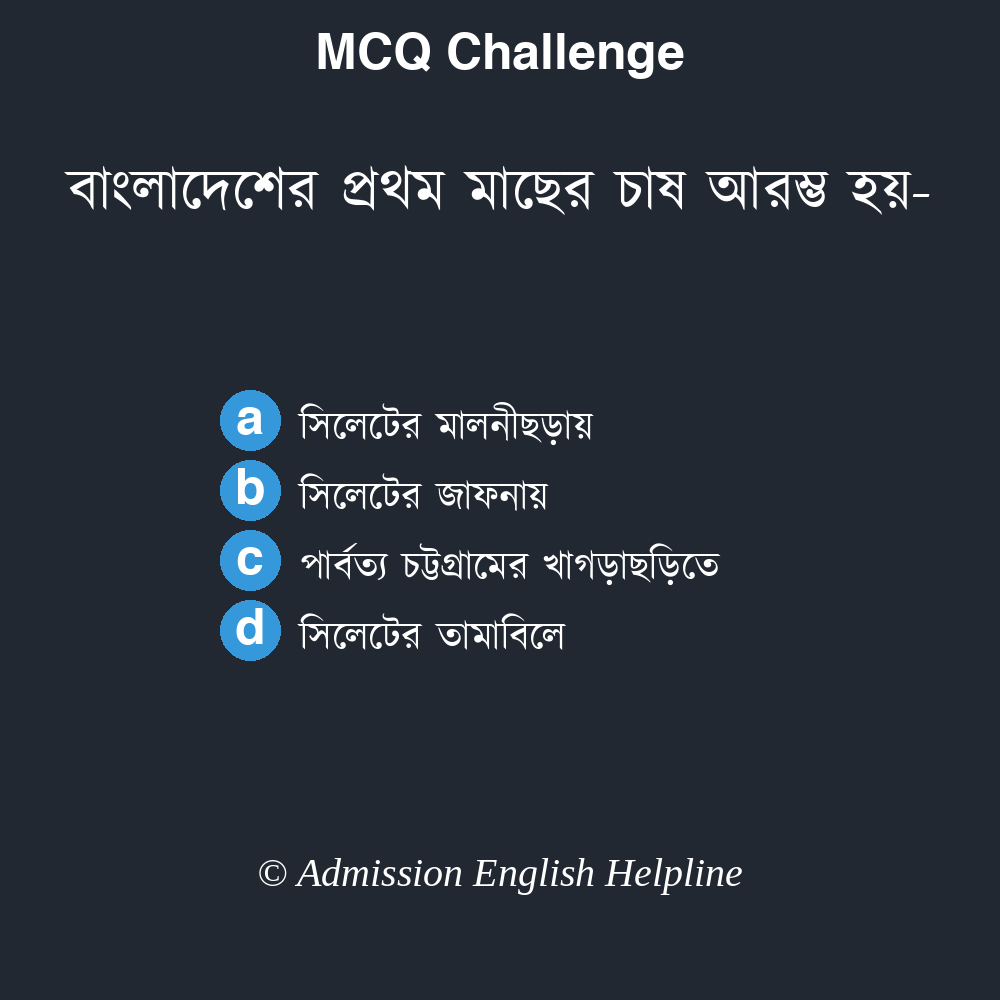 MCQ Challenge
বাংলাদেশের প্রথম মাছের চাষ আরম্ভ হয়-
a সিলেটের মালনীছড়ায়
b সিলেটের জাফনায়
c পার্বত্য চট্টগ্রামের খাগড়াছড়িতে
d সিলেটের তামাবিলে
© Admission English Helpline